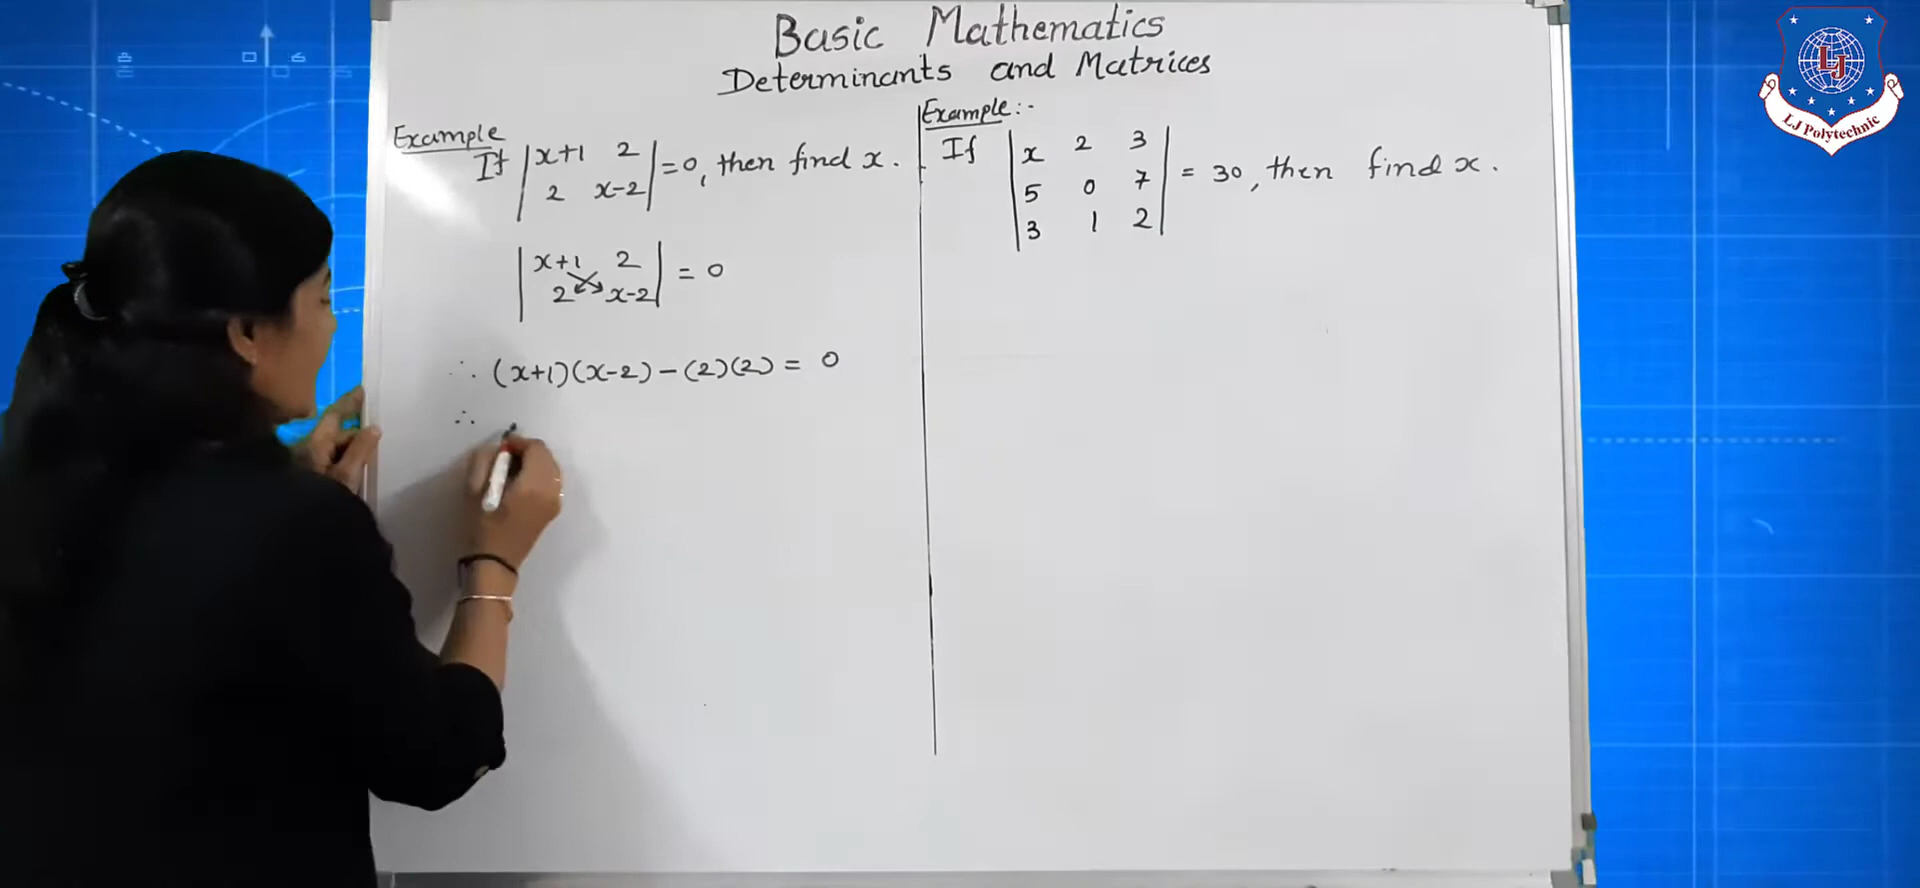 Basic Mathematics
Determinants and Matrices
Example
If | x+1 2 | = 0, then find x.
| 2 x-2 |
| x+1 2 | = 0
| 2 x-2 |
∴ (x+1)(x-2) - (2)(2) = 0
∴
Example:-
If | x 2 3 |
| 5 0 7 | = 30, then find x.
| 3 1 2 |
LJ
LJ Polytechnic